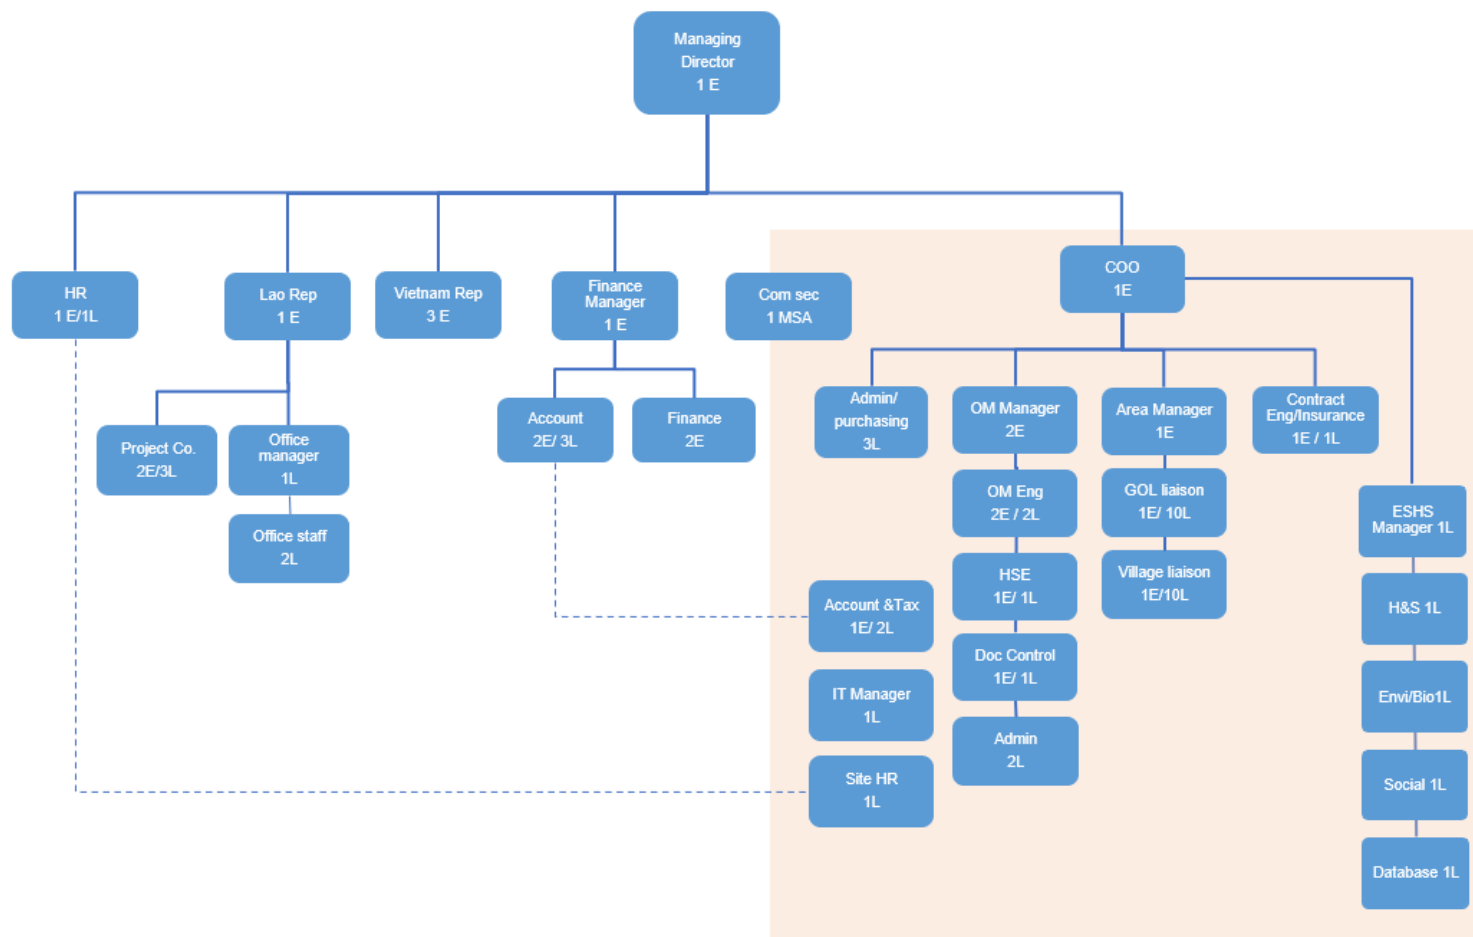 Managing
Director
1 E
HR
1 E/1L
Lao Rep
1 E
Vietnam Rep
3 E
Finance
Manager
1 E
Com sec
1 MSA
COO
1E
Project Co.
2E/3L
Office
manager
1L
Office staff
2L
Account
2E/ 3L
Finance
2E
Admin/
purchasing
3L
OM Manager
2E
Area Manager
1E
Contract
Eng/Insurance
1E / 1L
OM Eng
2E / 2L
GOL liaison
1E/ 10L
ESHS
Manager 1L
HSE
1E/ 1L
Village liaison
1E/10L
Account &Tax
1E/ 2L
H&S 1L
Doc Control
1E/ 1L
IT Manager
1L
Envi/Bio1L
Admin
2L
Site HR
1L
Social 1L
Database 1L